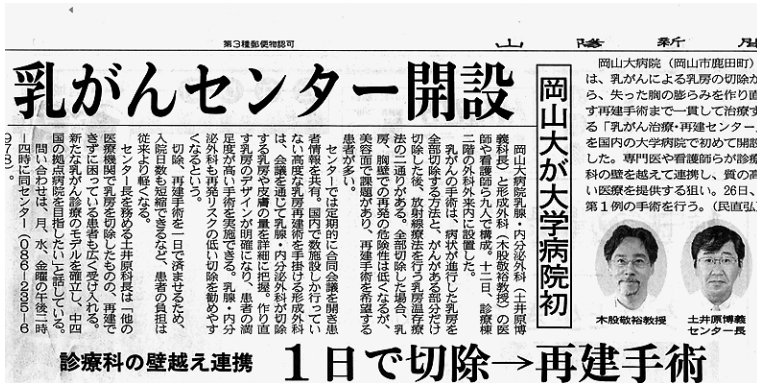 第3種郵便物認可
山陽新聞
乳がんセンター開設
岡山大が大学病院初
岡山大病院（岡山市鹿田町）
は、乳がんによる乳房の切除か
ら、失った胸の膨らみを作り直
す再建手術まで一貫して治療す
る「乳がん治療・再建センター」
を国内の大学病院で初めて開設
した。専門医や看護師らが診療
科の壁を越えて連携し、質の高
い医療を提供する狙い。26日、
第1例の手術を行う。（民直弘）
木股敬裕教授
土井原博義
センター長
岡山大病院乳腺・内分泌外科（土井原博
義科長）と形成外科（木股敬裕教授）の医
師や看護師ら九人で構成。十二日、診療棟
二階の外科外来内に設置した。
乳がんの手術は、病状が進行した乳房を
全部切除する方法と、がんがある部分だけ
切除した後、放射線療法を行う乳房温存療
法の二通りがある。全部切除した場合、乳
房、胸壁での再発の危険性は低くなるが、
美容面で課題があり、再建手術を希望する
患者が多い。
センターでは定期的に合同会議を開き患
者情報を共有。国内で数施設しか行ってい
ない高度な乳房再建術を手掛ける形成外科
は、会議を通じて乳腺・内分泌外科が切除
する乳房や皮膚の量を詳細に把握。作り直
す乳房のデザインが明確になり、患者の満
足度が高い手術を実施できる。乳腺・内分
泌外科も再発リスクの低い切除を勧めやす
くなるという。
切除、再建手術を一日で済ませるため、
入院日数も短縮できるなど、患者の負担は
従来より軽くなる。
センター長を務める土井原科長は「他の
医療機関で乳房を切除したものの、再建で
きずに困っている患者も広く受け入れる。
新たな乳がん診療のモデルを確立し、中四
国の拠点病院を目指したい」と話している。
問い合わせは、月、水、金曜の午後二時
―四時に同センター（086―235―6
978）。
診療科の壁越え連携
1日で切除→再建手術